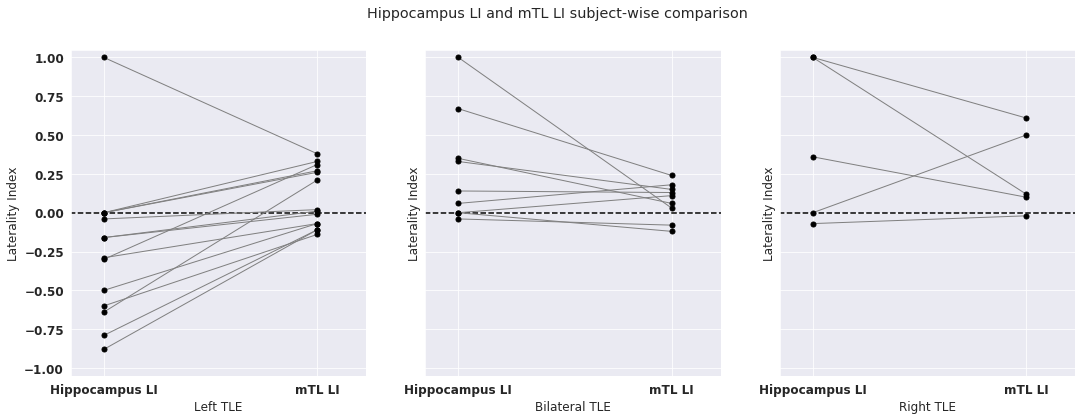 Hippocampus LI and mTL LI subject-wise comparison
1.00
0.75
0.50
0.25
0.00
−0.25
−0.50
−0.75
−1.00
Laterality Index
Laterality Index
Laterality Index
Hippocampus LI mTL LI Hippocampus LI mTL LI Hippocampus LI mTL LI
Left TLE Bilateral TLE Right TLE